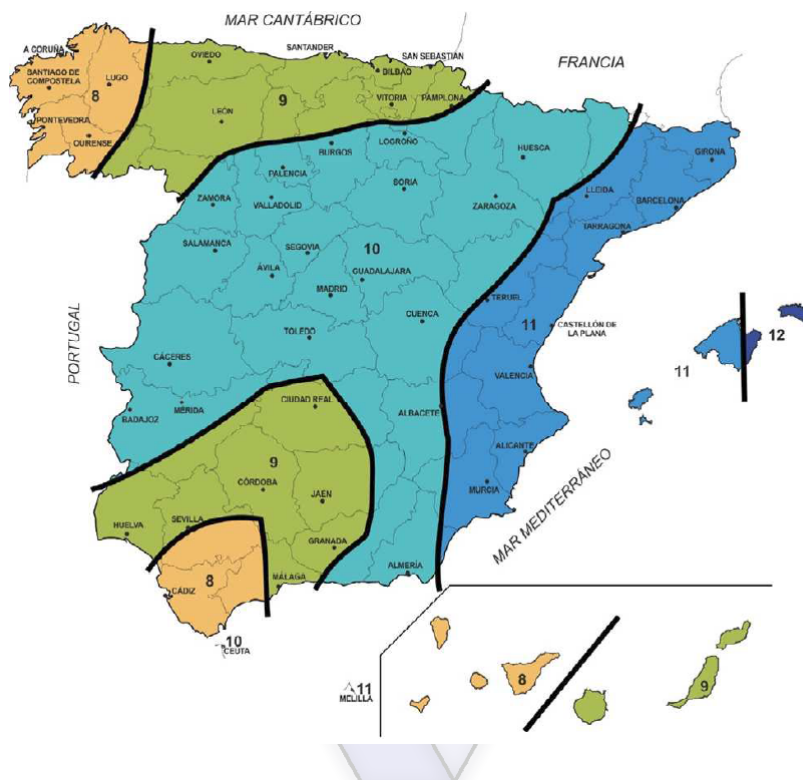 MAR CANTÁBRICO
A CORUÑA
SANTIAGO DE
COMPOSTELA
LUGO
8
PONTEVEDRA
OURENSE
OVIEDO
SANTANDER
SAN SEBASTIÁN
BILBAO
LEÓN
9
VITORIA
PAMPLONA
FRANCIA
BURGOS
LOGROÑO
HUESCA
GIRONA
PALENCIA
SORIA
LLEIDA
ZAMORA
VALLADOLID
ZARAGOZA
BARCELONA
TARRAGONA
SALAMANCA
SEGOVIA
10
ÁVILA
GUADALAJARA
MADRID
TERUEL
CUENCA
11
CASTELLÓN DE
LA PLANA
12
TOLEDO
PORTUGAL
CÁCERES
VALENCIA
11
BADAJOZ
MÉRIDA
CIUDAD REAL
ALBACETE
ALICANTE
9
CÓRDOBA
JAEN
MURCIA
MAR MEDITERRÁNEO
HUELVA
SEVILLA
GRANADA
8
CÁDIZ
MÁLAGA
ALMERÍA
10
CEUTA
11
MELILLA
8
9